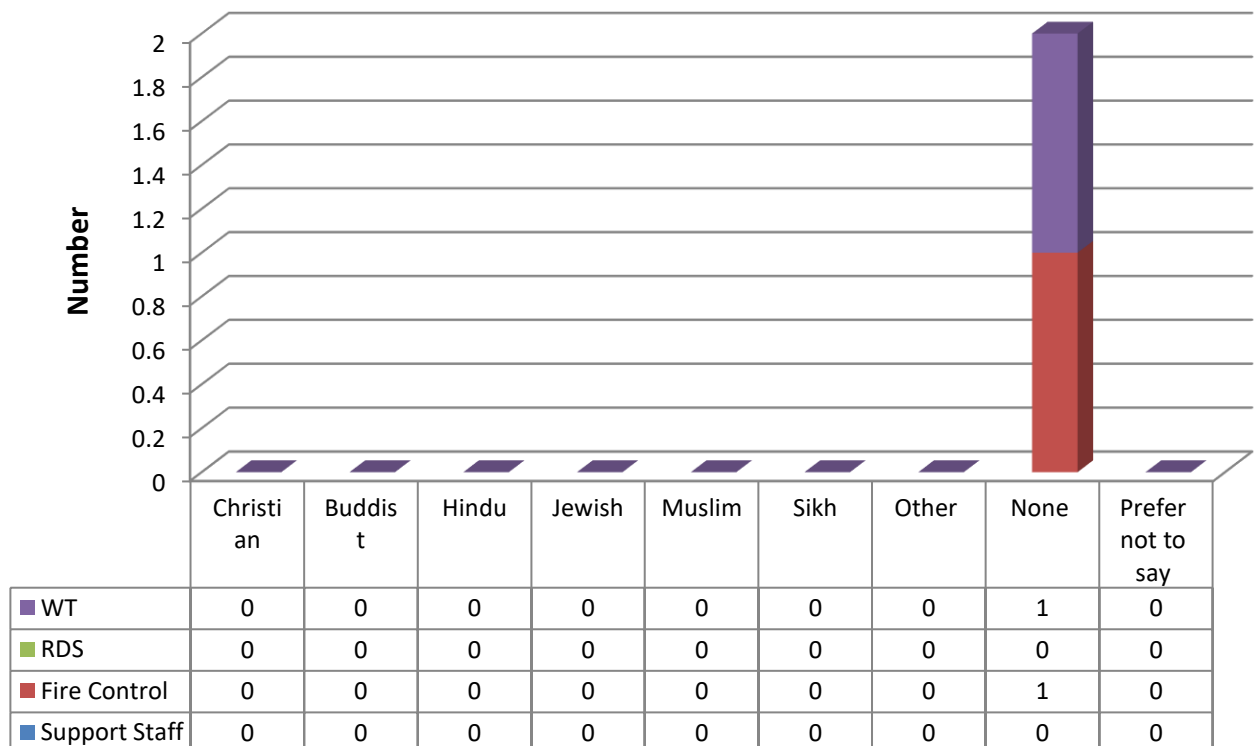 2
1.8
1.6
1.4
1.2
1
0.8
0.6
0.4
0.2
0
Number
Christi
an
Buddis
t
Hindu
Jewish
Muslim
Sikh
Other
None
Prefer
not to
say
WT 0 0 0 0 0 0 0 1 0
RDS 0 0 0 0 0 0 0 0 0
Fire Control 0 0 0 0 0 0 0 1 0
Support Staff 0 0 0 0 0 0 0 0 0